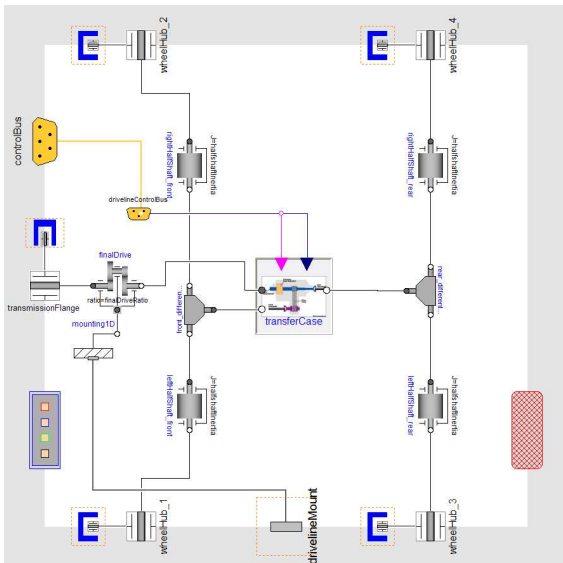 wheelHub_2
wheelHub_4
controlBus
rightHalfShaft_front
J=halfshaftInertia
rightHalfShaft_rear
J=halfshaftInertia
drivelineControlBus
finalDrive
ratio=finalDriveRatio
transmissionFlange
mounting1D
front_differen...
transferCase
rear_different...
leftHalfShaft_front
J=halfshaftInertia
leftHalfShaft_rear
J=halfshaftInertia
wheelHub_1
drivelineMount
wheelHub_3